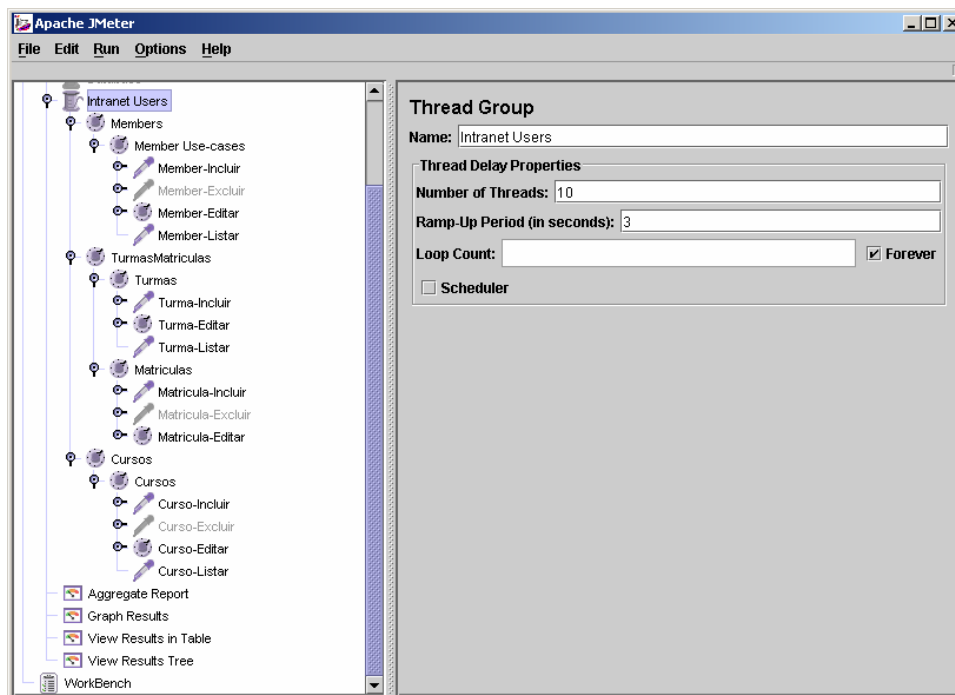 Apache JMeter
File Edit Run Options Help
Intranet Users
Members
Member Use-cases
Member-Incluir
Member-Excluir
Member-Editar
Member-Listar
TurmasMatriculas
Turmas
Turma-Incluir
Turma-Editar
Turma-Listar
Matriculas
Matricula-Incluir
Matricula-Excluir
Matricula-Editar
Cursos
Cursos
Curso-Incluir
Curso-Excluir
Curso-Editar
Curso-Listar
Aggregate Report
Graph Results
View Results in Table
View Results Tree
WorkBench
Thread Group
Name: Intranet Users
Thread Delay Properties
Number of Threads: 10
Ramp-Up Period (in seconds): 3
Loop Count: Forever
Scheduler